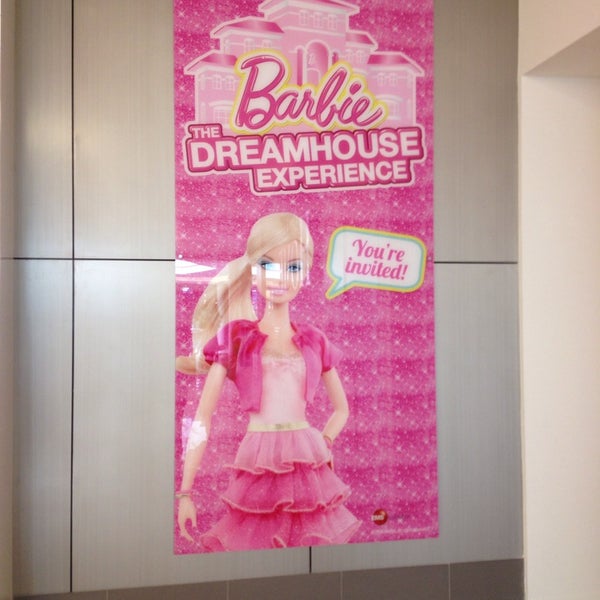 Barbie
THE
DREAMHOUSE
EXPERIENCE
You're
invited!